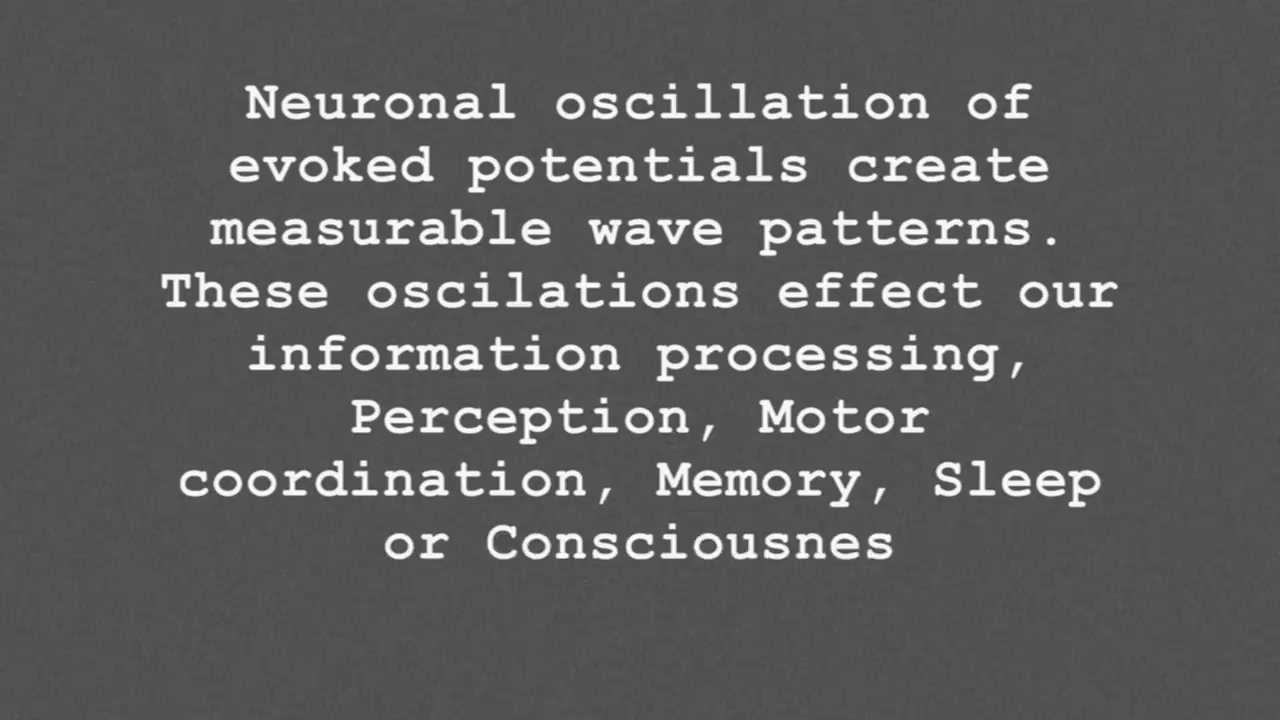 Neuronal oscillation of
evoked potentials create
measurable wave patterns.
These oscilations effect our
information processing,
Perception, Motor
coordination, Memory, Sleep
or Consciousnes